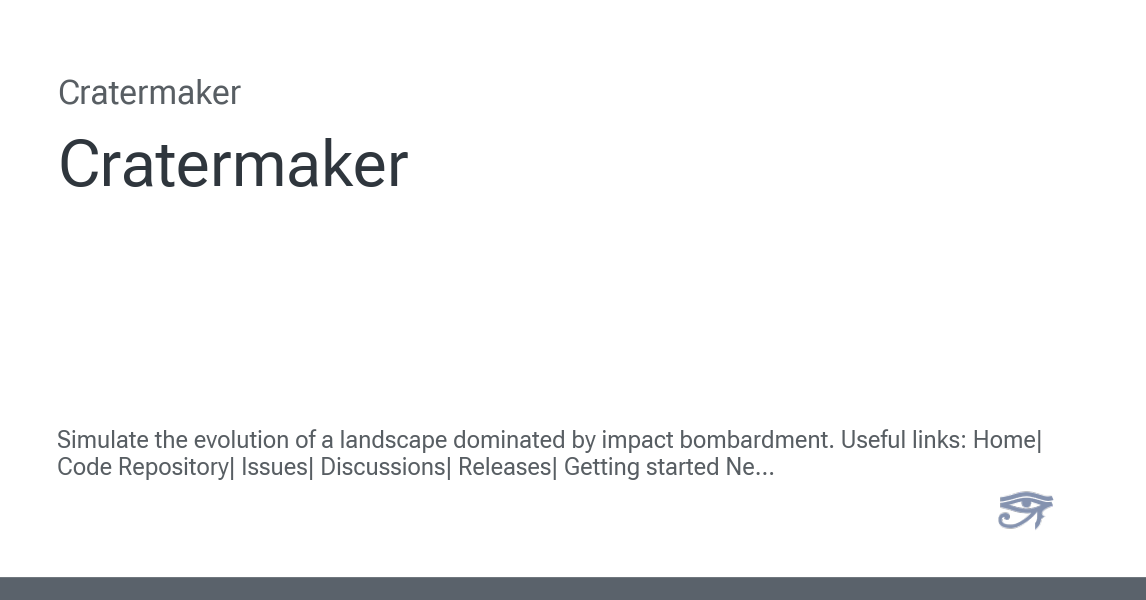 Cratermaker
Cratermaker
Simulate the evolution of a landscape dominated by impact bombardment. Useful links: Home|
Code Repository| Issues| Discussions| Releases| Getting started Ne...